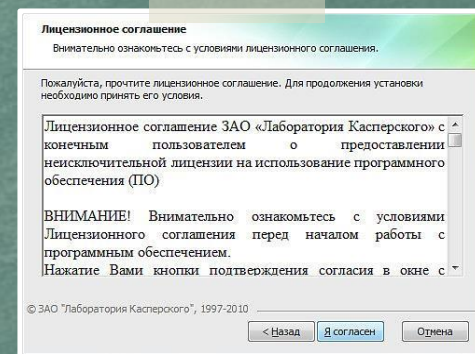 Лицензионное соглашение
Внимательно ознакомьтесь с условиями лицензионного соглашения.
Пожалуйста, прочтите лицензионное соглашение. Для продолжения установки
необходимо принять его условия.
Лицензионное соглашение ЗАО «Лаборатория Касперского» с
конечным пользователем о предоставлении
неисключительной лицензии на использование программного
обеспечения (ПО)
ВНИМАНИЕ! Внимательно ознакомьтесь с условиями
Лицензионного соглашения перед началом работы с
программным обеспечением.
Нажатие Вами кнопки подтверждения согласия в окне с
© ЗАО "Лаборатория Касперского", 1997-2010
< Назад Я согласен Отмена